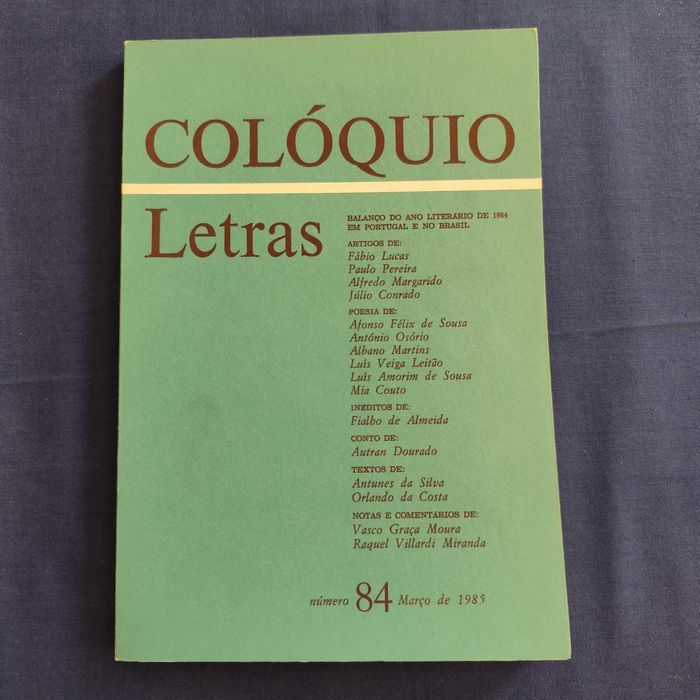 COLÓQUIO
Letras
BALANÇO DO ANO LITERÁRIO DE 1984
EM PORTUGAL E NO BRASIL
ARTIGOS DE:
Fábio Lucas
Paulo Pereira
Alfredo Margarido
Júlio Conrado
POESIA DE:
Afonso Félix de Sousa
António Osório
Albano Martins
Luís Veiga Leitão
Luís Amorim de Sousa
Mia Couto
INÉDITOS DE:
Fialho de Almeida
CONTO DE:
Autran Dourado
TEXTOS DE:
Antunes da Silva
Orlando da Costa
NOTAS E COMENTÁRIOS DE:
Vasco Graça Moura
Raquel Villardi Miranda
número 84 Março de 1985